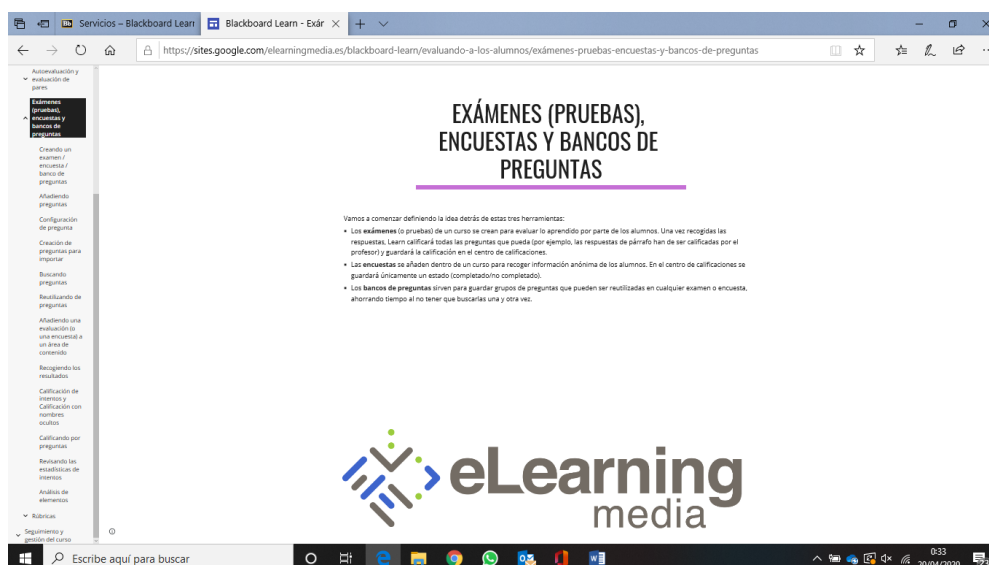 Servicios – Blackboard Learn
Blackboard Learn - Exár
https://sites.google.com/elearningmedia.es/blackboard-learn/evaluando-a-los-alumnos/exámenes-pruebas-encuestas-y-bancos-de-preguntas
Autoevaluación y
evaluación de
pares
Exámenes
(pruebas),
encuestas y
bancos de
preguntas
Creando un
examen /
encuesta /
banco de
preguntas
Añadiendo
preguntas
Configuración
de pregunta
Creación de
preguntas para
importar
Buscando
preguntas
Reutilizando de
preguntas
Añadiendo una
evaluación (o
una encuesta) a
un área de
contenido
Recogiendo los
resultados
Calificación de
intentos y
Calificación con
nombres
ocultos
Calificando por
preguntas
Revisando las
estadísticas de
intentos
Análisis de
elementos
Rúbricas
Seguimiento y
gestión del curso
EXÁMENES (PRUEBAS),
ENCUESTAS Y BANCOS DE
PREGUNTAS
Vamos a comenzar definiendo la idea detrás de estas tres herramientas:
• Los exámenes (o pruebas) de un curso se crean para evaluar lo aprendido por parte de los alumnos. Una vez recogidas las
respuestas, Learn calificará todas las preguntas que pueda (por ejemplo, las respuestas de párrafo han de ser calificadas por el
profesor) y guardará la calificación en el centro de calificaciones.
• Las encuestas se añaden dentro de un curso para recoger información anónima de los alumnos. En el centro de calificaciones se
guardará únicamente un estado (completado/no completado).
• Los bancos de preguntas sirven para guardar grupos de preguntas que pueden ser reutilizadas en cualquier examen o encuesta,
ahorrando tiempo al no tener que buscarlas una y otra vez.
eLearning
media
Escribe aquí para buscar
0:33
20/04/2020